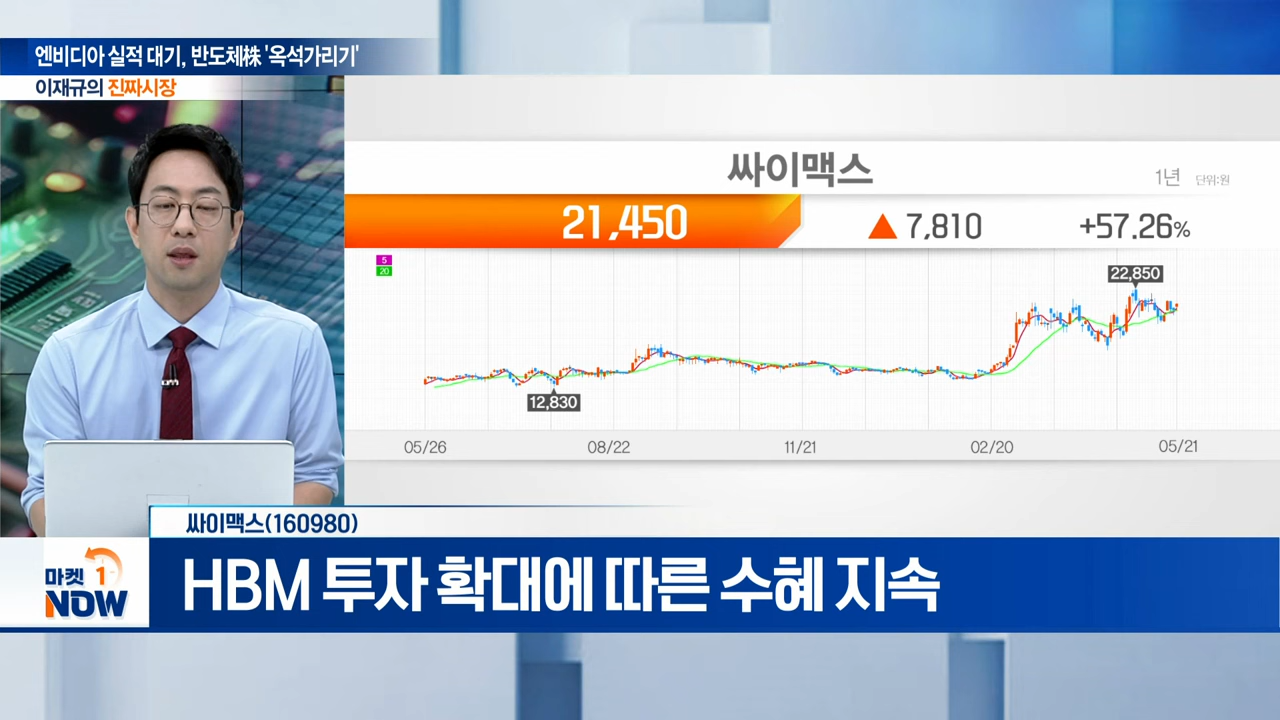 엔비디아 실적 대기, 반도체株 '옥석가리기'
이재규의 진짜시장
싸이맥스
1년 단위:원
21,450 ▲ 7,810 +57.26%
5
20
22,850
12,830
05/26 08/22 11/21 02/20 05/21
싸이맥스(160980)
마켓 1
NOW
HBM 투자 확대에 따른 수혜 지속